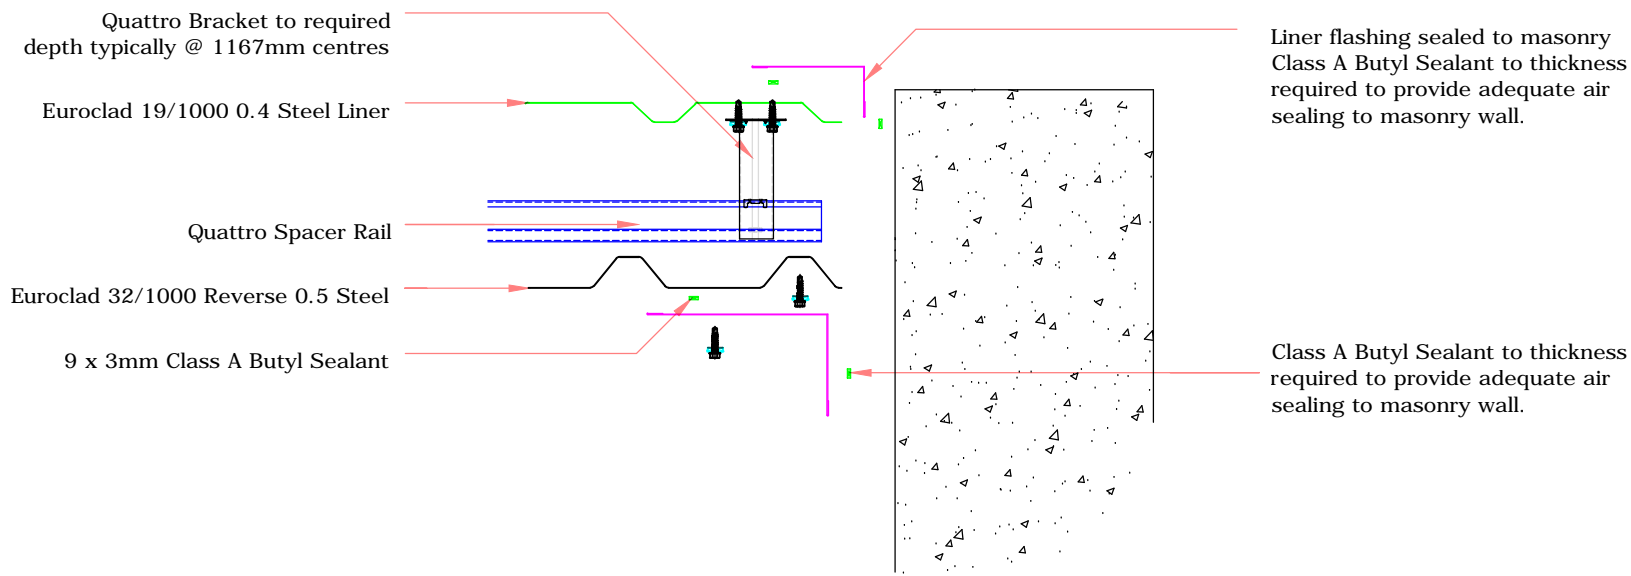 Quattro Bracket to required
depth typically @ 1167mm centres
Euroclad 19/1000 0.4 Steel Liner
Quattro Spacer Rail
Euroclad 32/1000 Reverse 0.5 Steel
9 x 3mm Class A Butyl Sealant
Liner flashing sealed to masonry
Class A Butyl Sealant to thickness
required to provide adequate air
sealing to masonry wall.
Class A Butyl Sealant to thickness
required to provide adequate air
sealing to masonry wall.